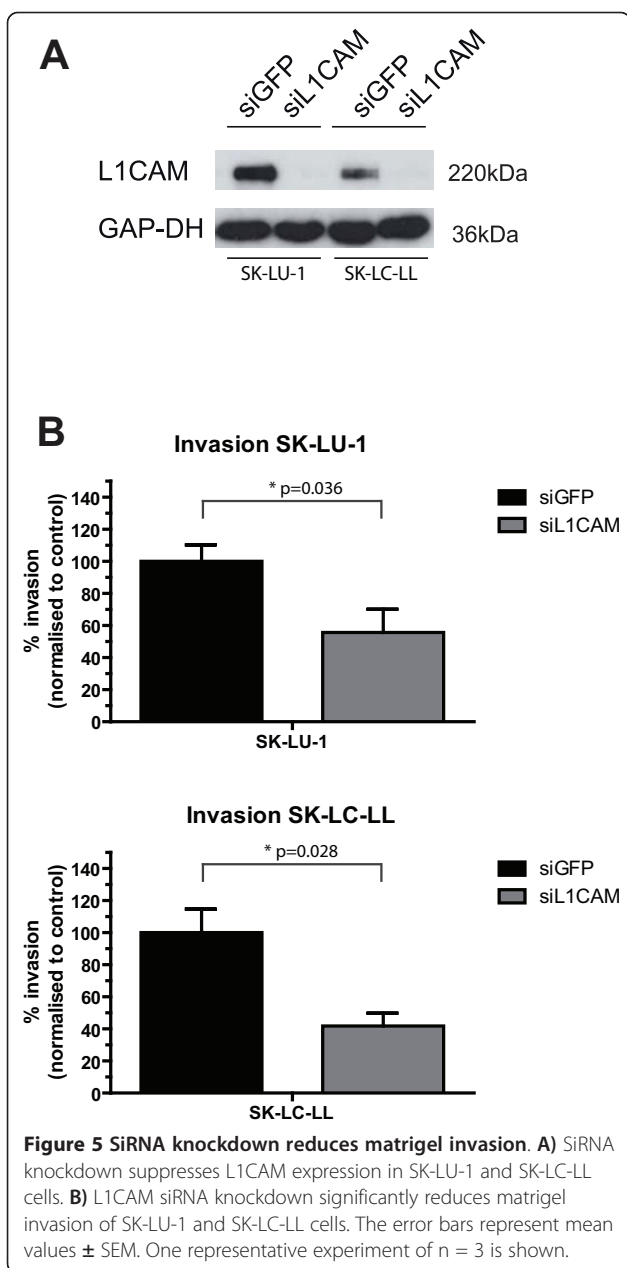 A
siGFP siL1CAM siGFP siL1CAM
L1CAM 220kDa
GAP-DH 36kDa
SK-LU-1 SK-LC-LL
B
Invasion SK-LU-1
% invasion
(normalised to control)
140
120
100
80
60
40
20
0
* p=0.036
siGFP
siL1CAM
SK-LU-1
Invasion SK-LC-LL
% invasion
(normalised to control)
140
120
100
80
60
40
20
0
* p=0.028
siGFP
siL1CAM
SK-LC-LL
Figure 5 SiRNA knockdown reduces matrigel invasion. A) SiRNA
knockdown suppresses L1CAM expression in SK-LU-1 and SK-LC-LL
cells. B) L1CAM siRNA knockdown significantly reduces matrigel
invasion of SK-LU-1 and SK-LC-LL cells. The error bars represent mean
values ± SEM. One representative experiment of n = 3 is shown.